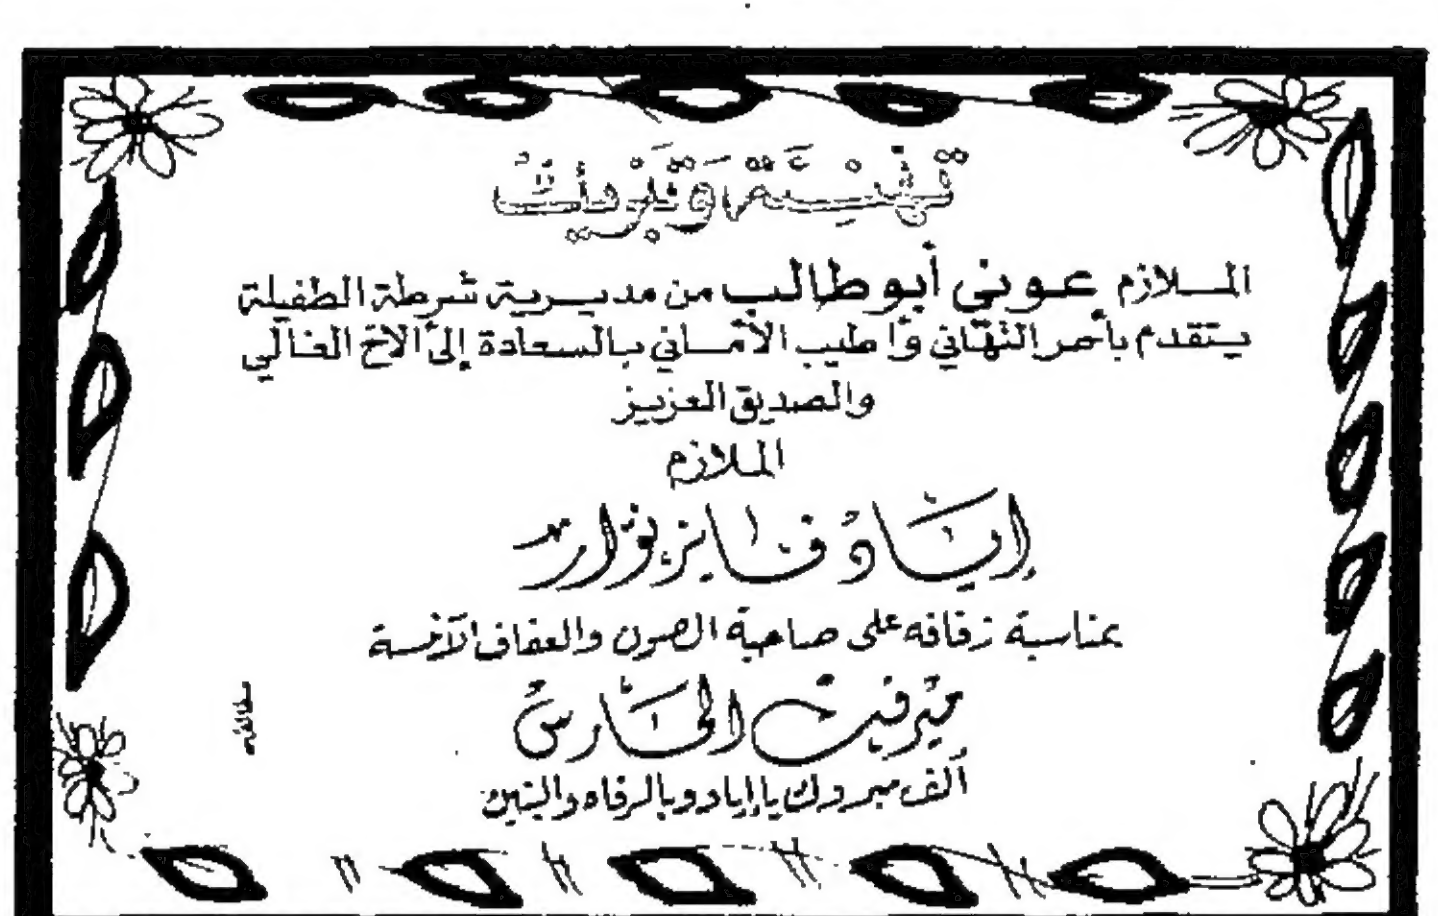 تهنئة وتبريك
الملازم عوني أبو طالب من مديرية شرطة الطفيلة
يتقدم بأحر التهاني وأطيب الأماني بالسعادة إلى الأخ الغالي
والصديق العزيز
الملازم
إياد فايز نوار
بمناسبة زفافه على صاحبة الصون والعفاف الآنسة
ميرفيت الحارس
ألف مبروك يا إياد وبالرفاه والبنين